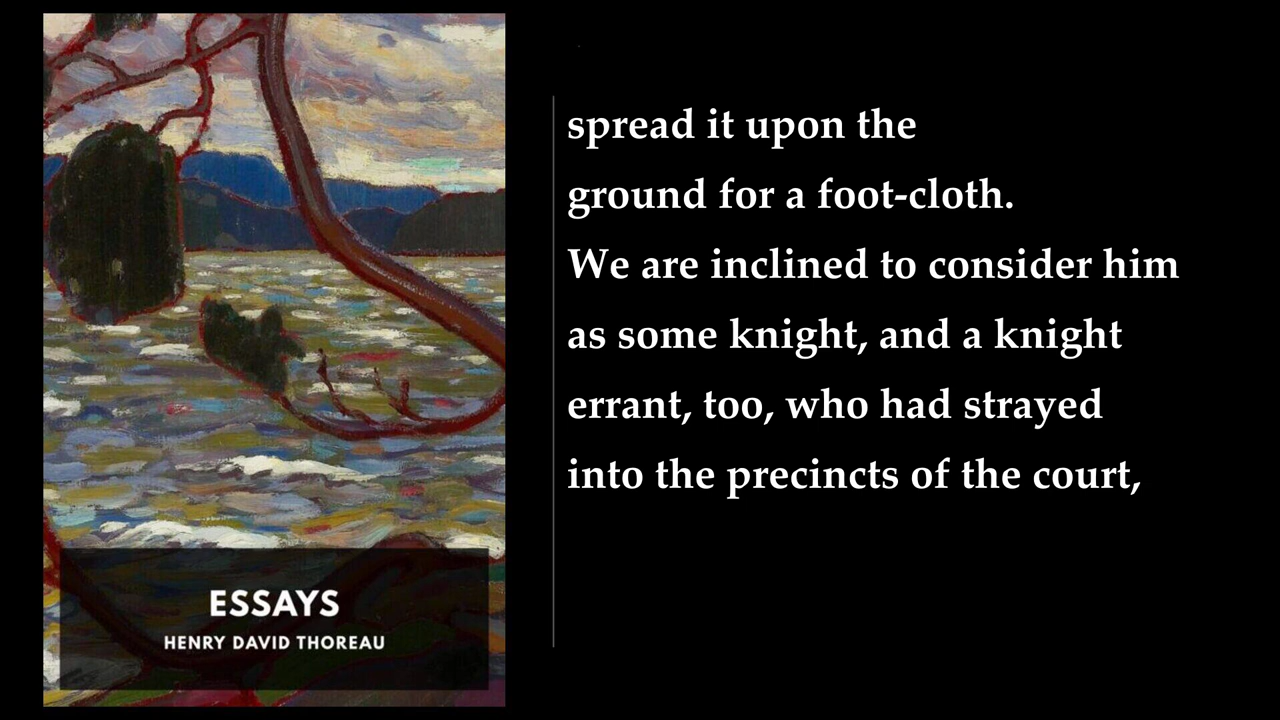 ESSAYS
HENRY DAVID THOREAU
spread it upon the
ground for a foot-cloth.
We are inclined to consider him
as some knight, and a knight
errant, too, who had strayed
into the precincts of the court,